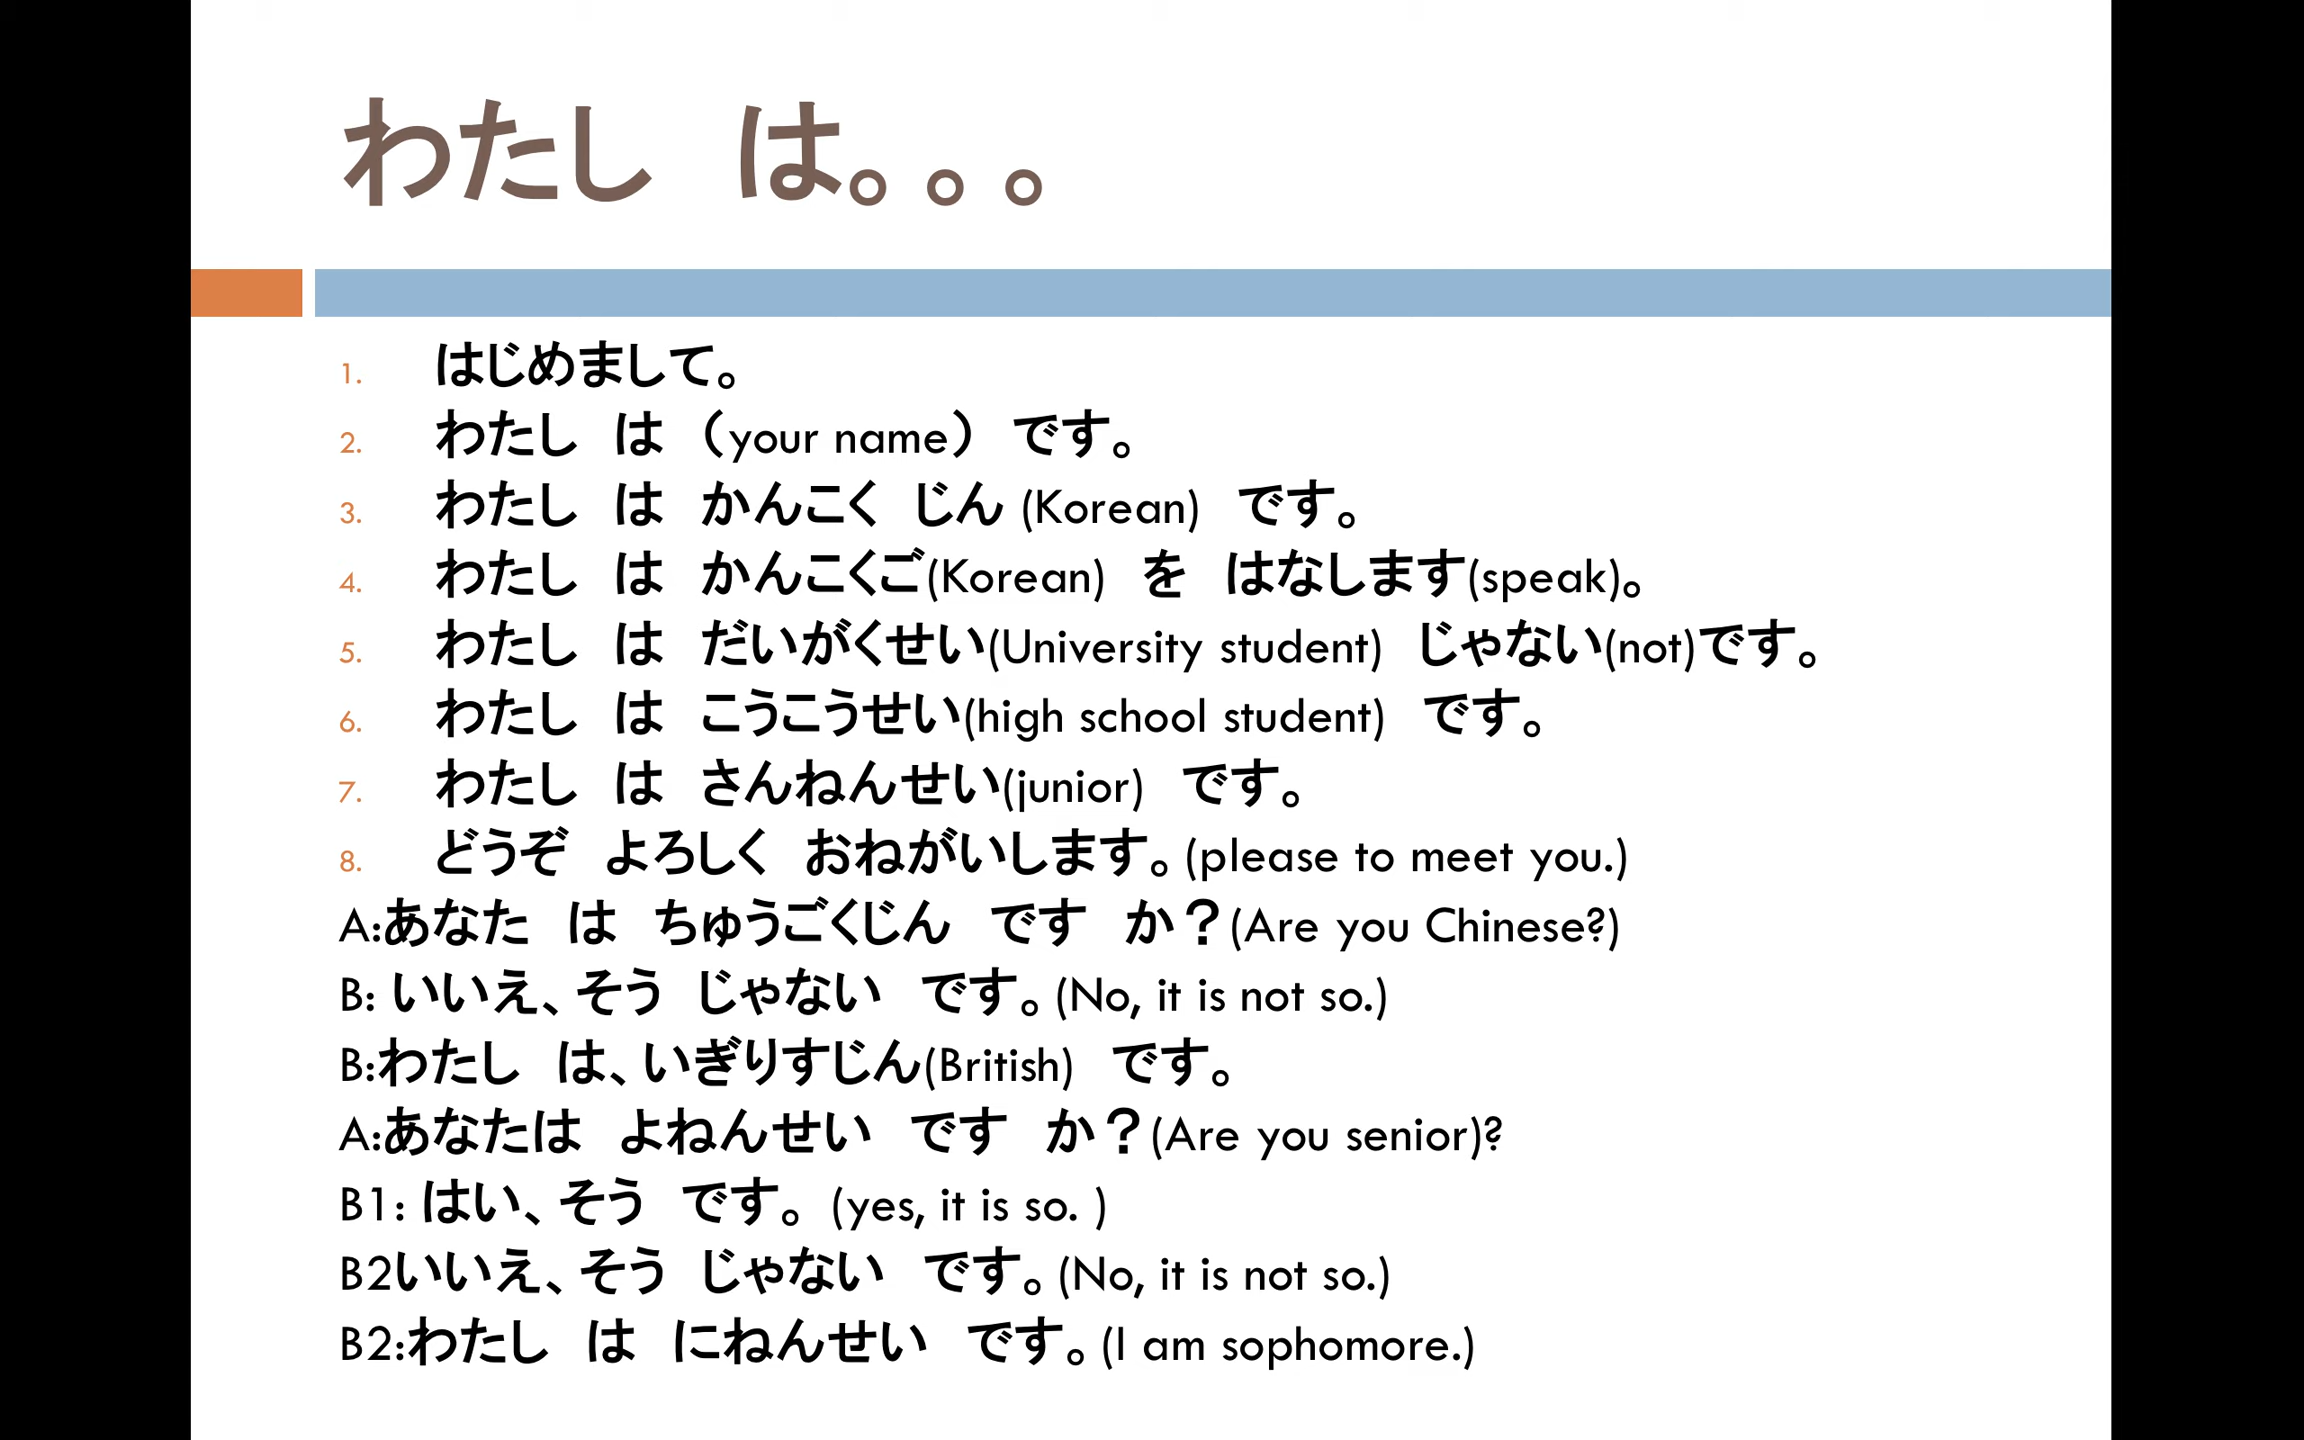 わたし　は。。。
1. はじめまして。
2. わたし　は　（your name）　です。
3. わたし　は　かんこく　じん (Korean)　です。
4. わたし　は　かんこくご(Korean)　を　はなします(speak)。
5. わたし　は　だいがくせい(University student)　じゃない(not)です。
6. わたし　は　こうこうせい(high school student)　です。
7. わたし　は　さんねんせい(junior)　です。
8. どうぞ　よろしく　おねがいします。(please to meet you.)
A:あなた　は　ちゅうごくじん　です　か？(Are you Chinese?)
B: いいえ、そう　じゃない　です。(No, it is not so.)
B:わたし　は、いぎりすじん(British)　です。
A:あなたは　よねんせい　です　か？(Are you senior)?
B1: はい、そう　です。 (yes, it is so. )
B2いいえ、そう　じゃない　です。(No, it is not so.)
B2:わたし　は　にねんせい　です。(I am sophomore.)